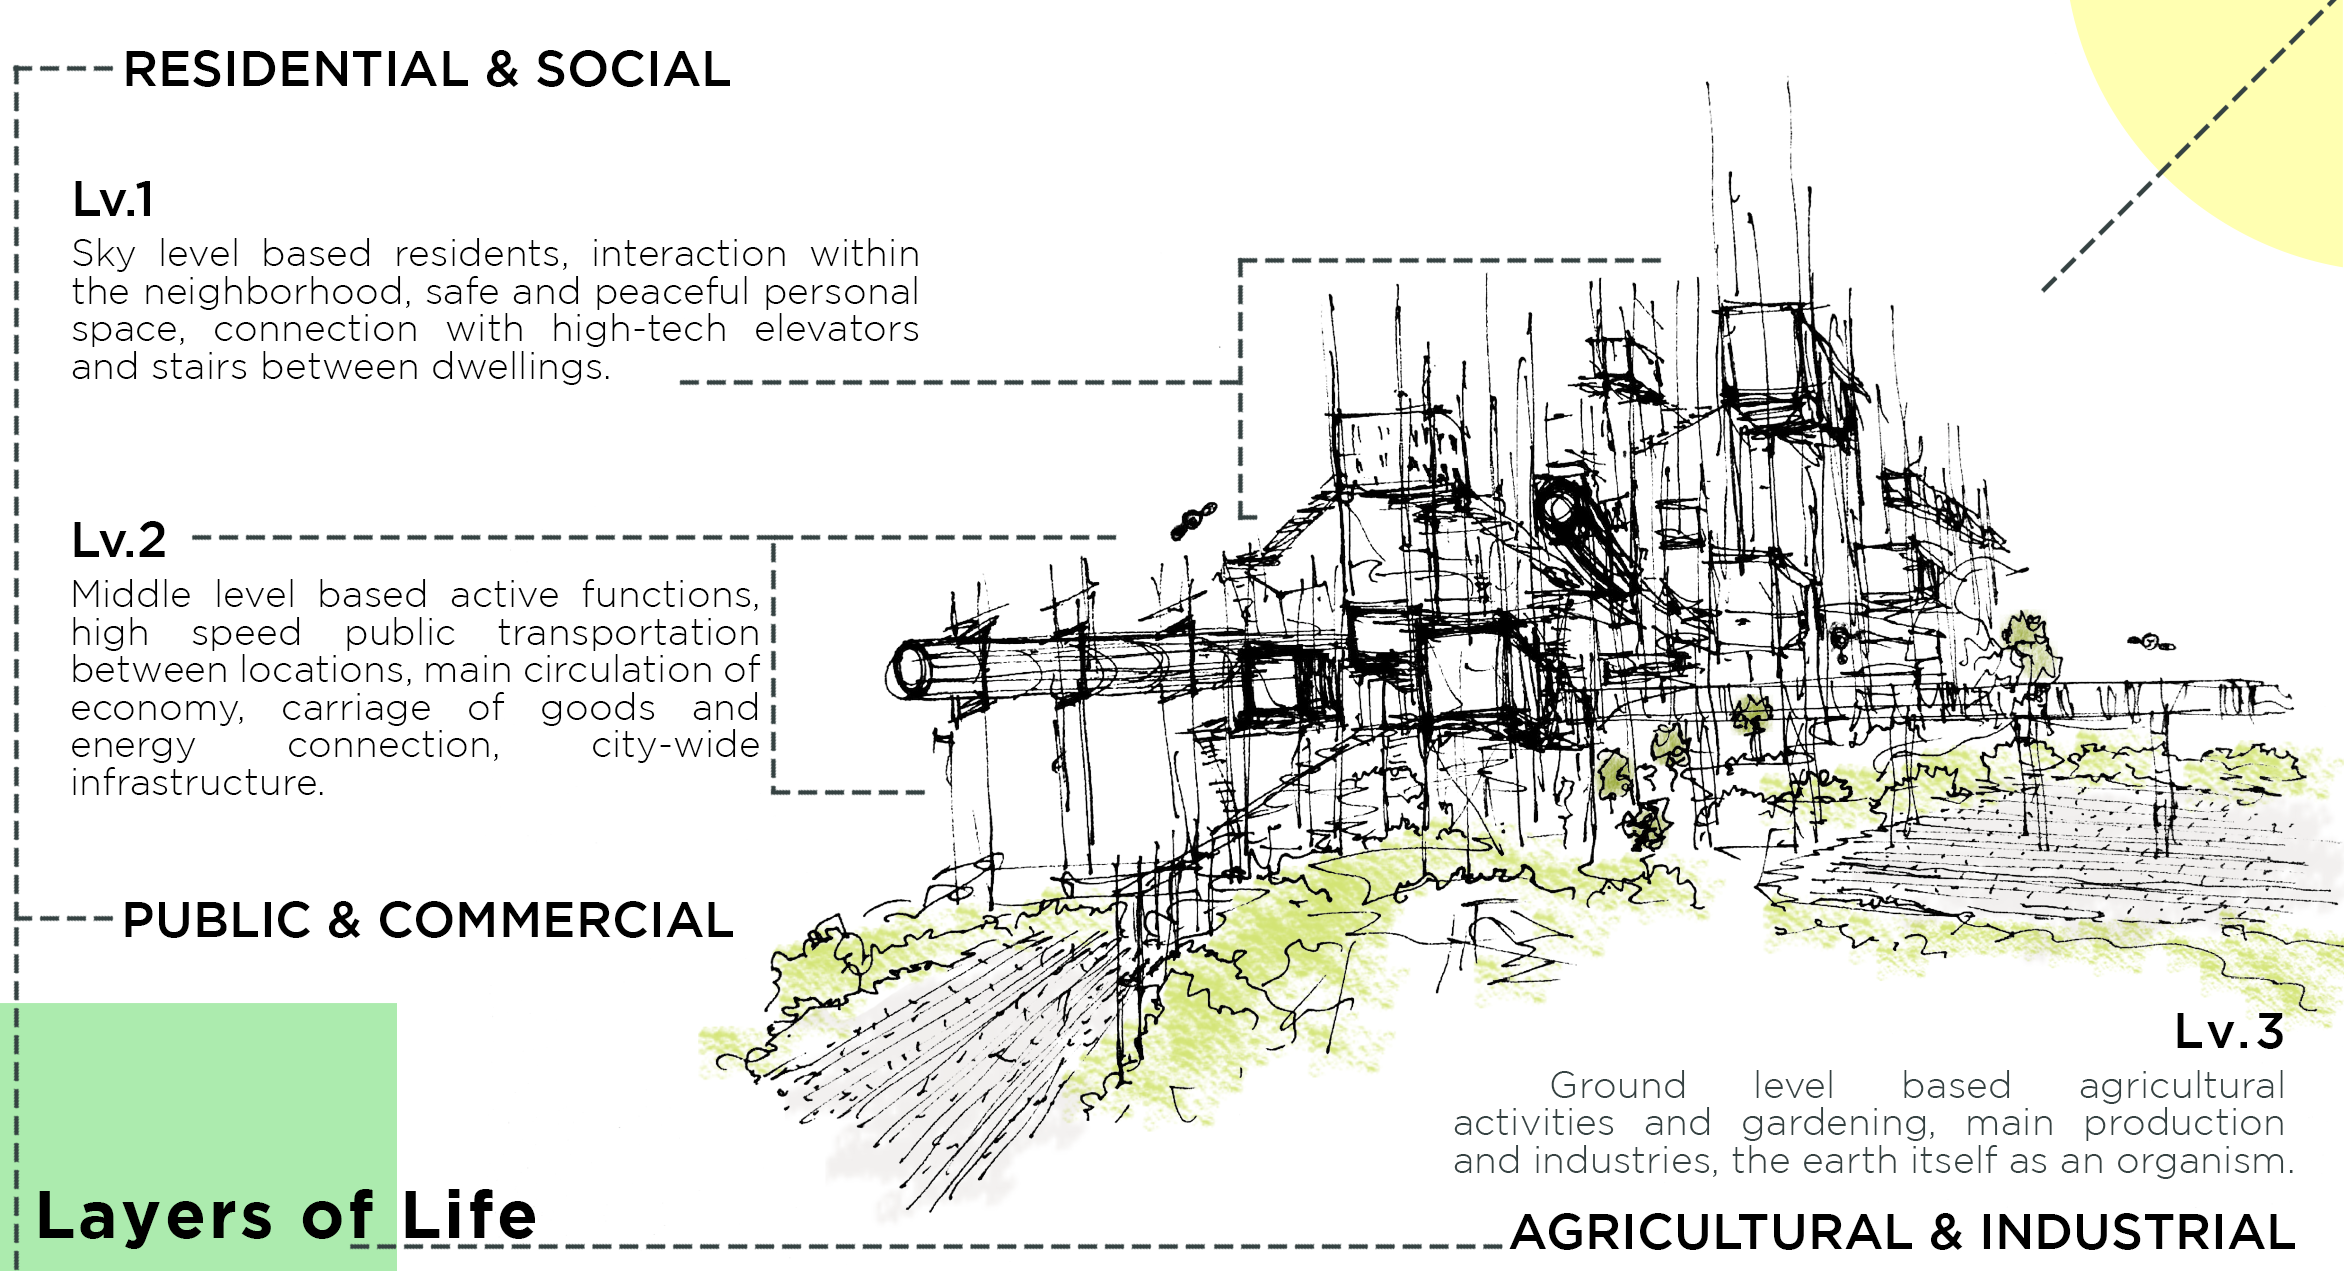 RESIDENTIAL & SOCIAL
Lv.1
Sky level based residents, interaction within
the neighborhood, safe and peaceful personal
space, connection with high-tech elevators
and stairs between dwellings.
Lv.2
Middle level based active functions,
high speed public transportation
between locations, main circulation of
economy, carriage of goods and
energy connection, city-wide
infrastructure.
PUBLIC & COMMERCIAL
Lv.3
Ground level based agricultural
activities and gardening, main production
and industries, the earth itself as an organism.
AGRICULTURAL & INDUSTRIAL
Layers of Life